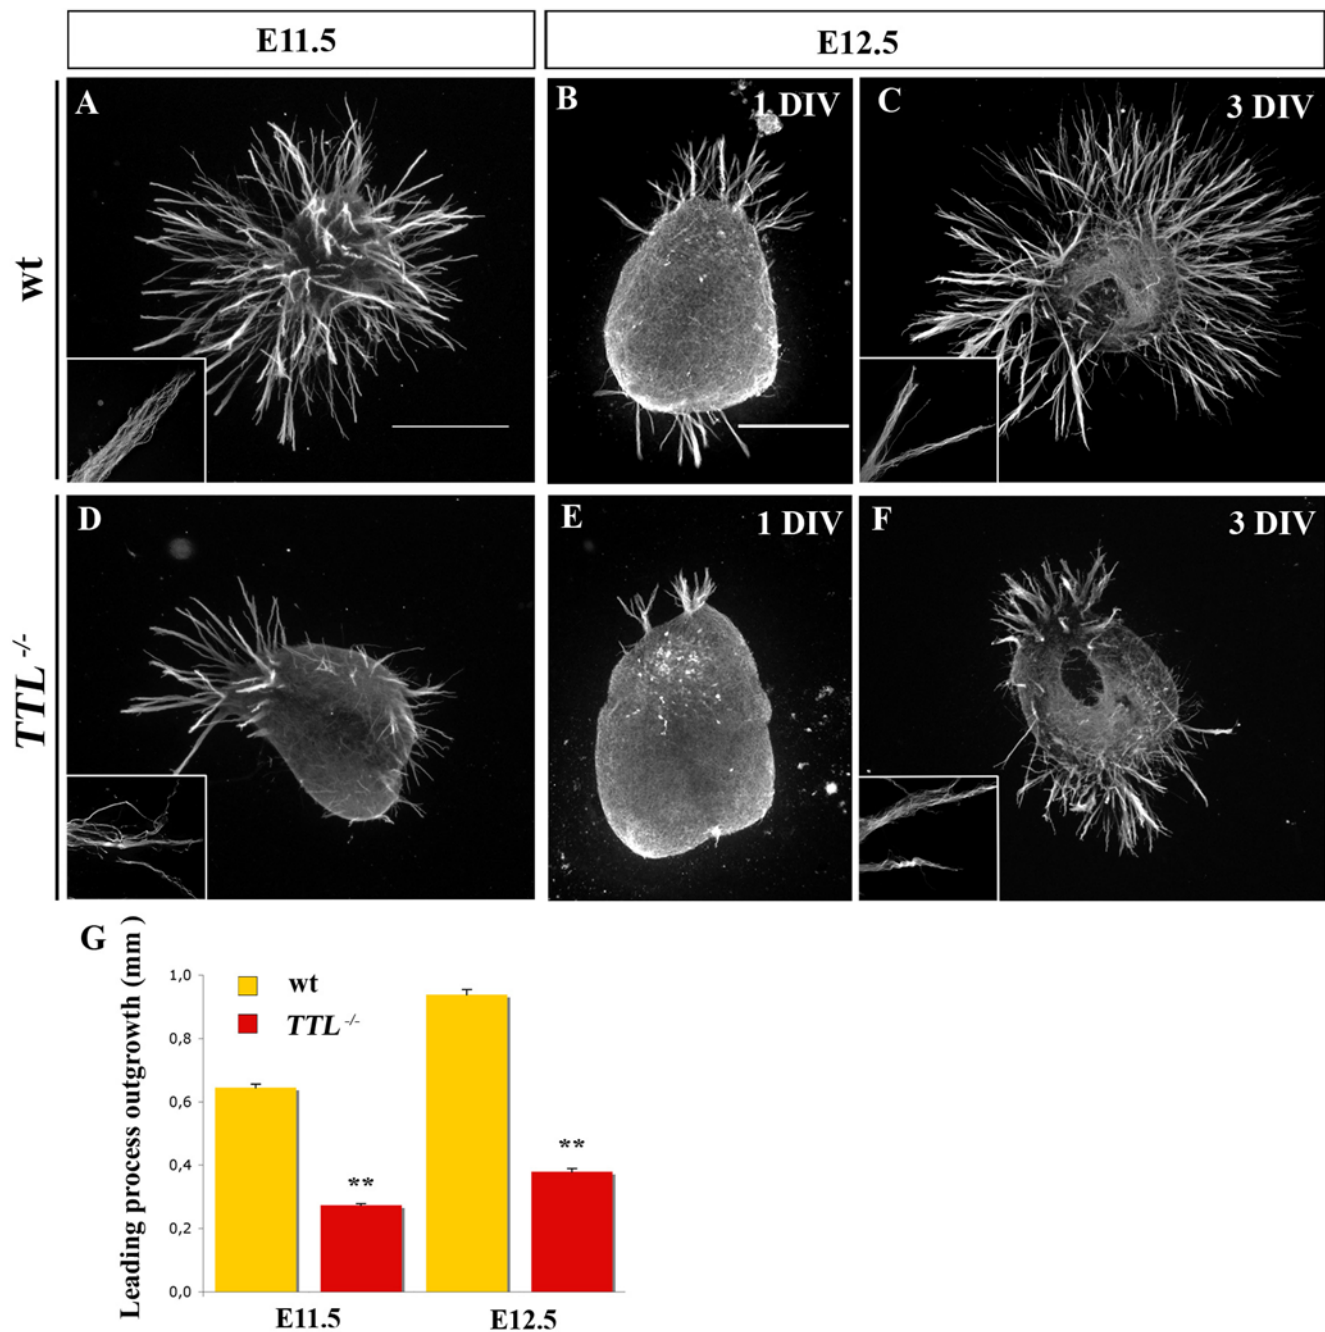 E11.5
E12.5
wt
A
B
1 DIV
C
3 DIV
TTL -/-
D
E
1 DIV
F
3 DIV
G
Leading process outgrowth (mm)
1,0
0,8
0,6
0,4
0,2
0,0
wt
TTL -/-
**
**
E11.5
E12.5